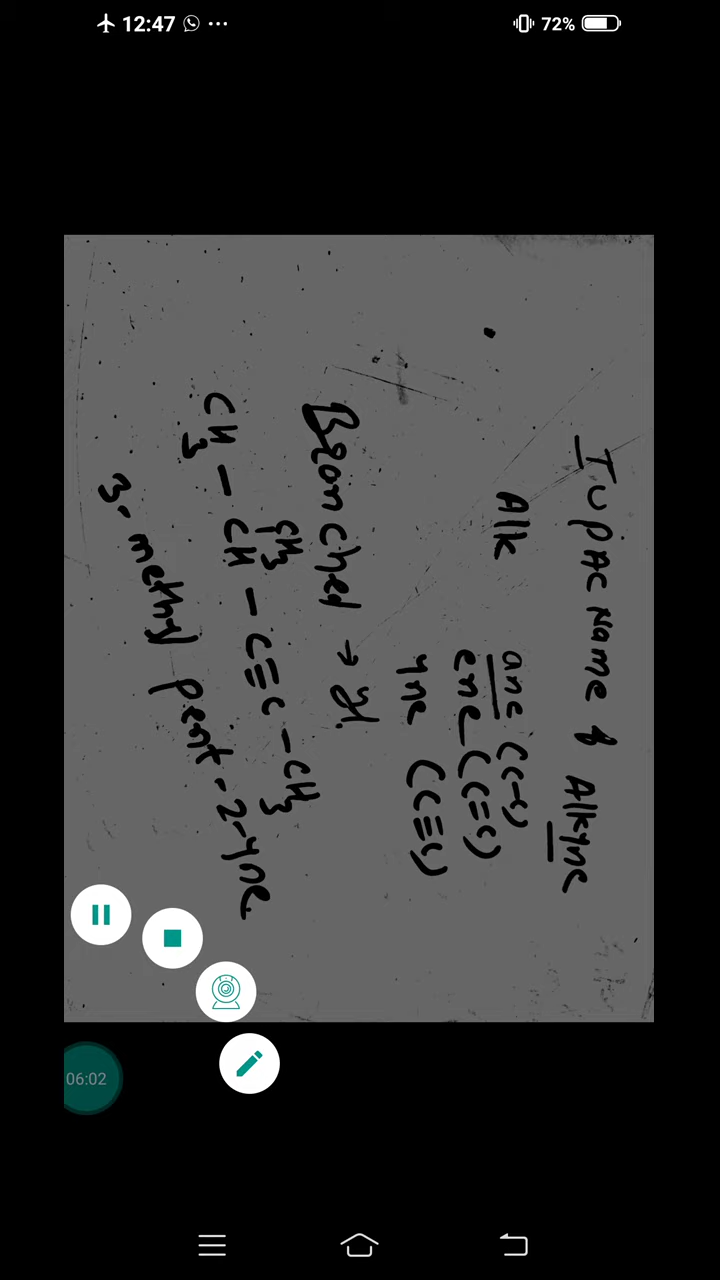 12:47
72%
IUPAC Name of Alkyne
Alk ane (C-C)
ene (C=C)
yne (C≡C)
Branched → yl.
CH3
CH3 - CH - C≡C - CH3
3- methyl pent-2-yne.
06:02